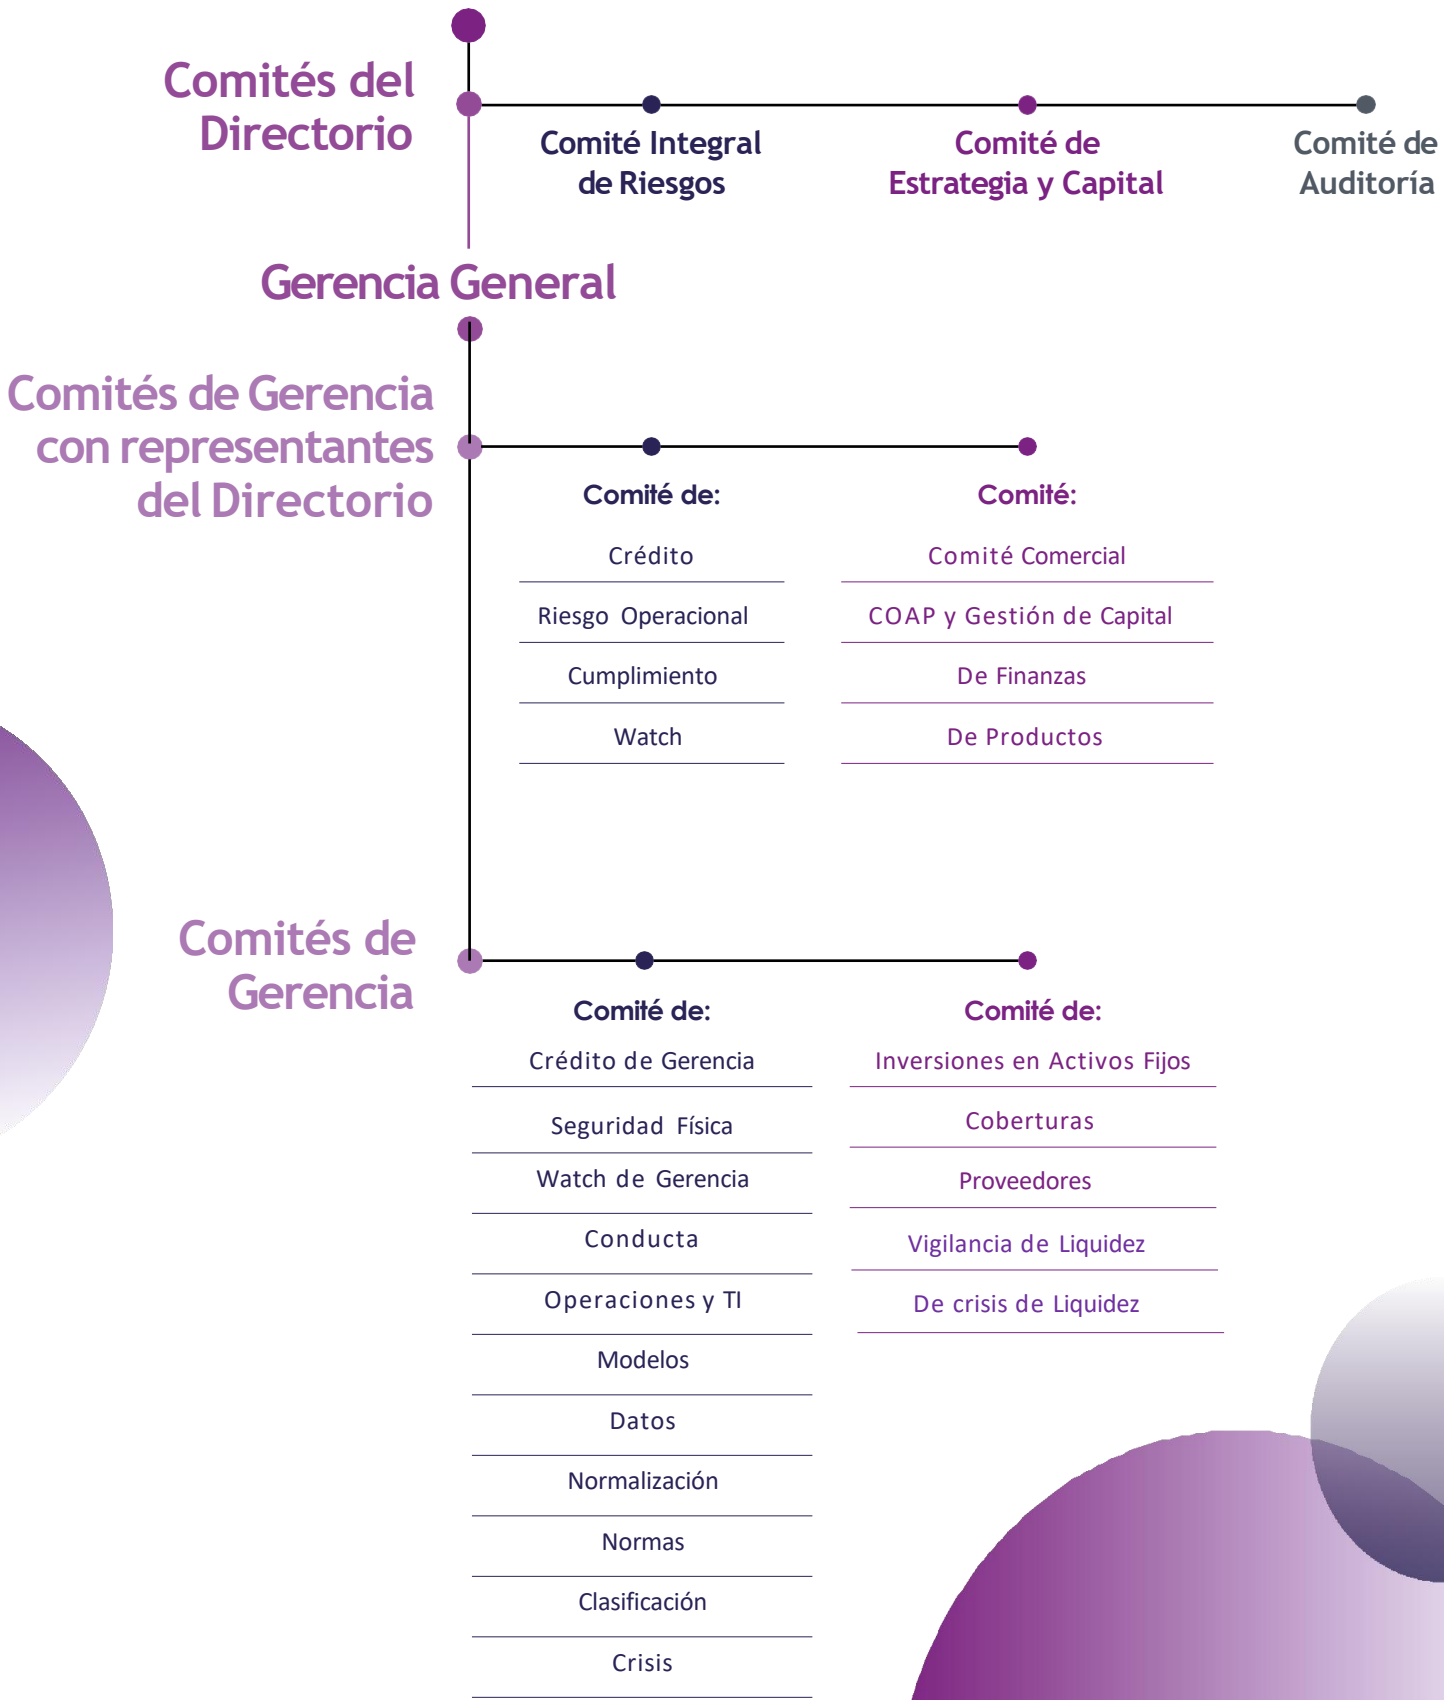 Comités del
Directorio
Comité Integral
de Riesgos
Comité de
Estrategia y Capital
Comité de
Auditoría
Gerencia General
Comités de Gerencia
con representantes
del Directorio
Comité de:
Crédito
Riesgo Operacional
Cumplimiento
Watch
Comité:
Comité Comercial
COAP y Gestión de Capital
De Finanzas
De Productos
Comités de
Gerencia
Comité de:
Crédito de Gerencia
Seguridad Física
Watch de Gerencia
Conducta
Operaciones y TI
Modelos
Datos
Normalización
Normas
Clasificación
Crisis
Comité de:
Inversiones en Activos Fijos
Coberturas
Proveedores
Vigilancia de Liquidez
De crisis de Liquidez